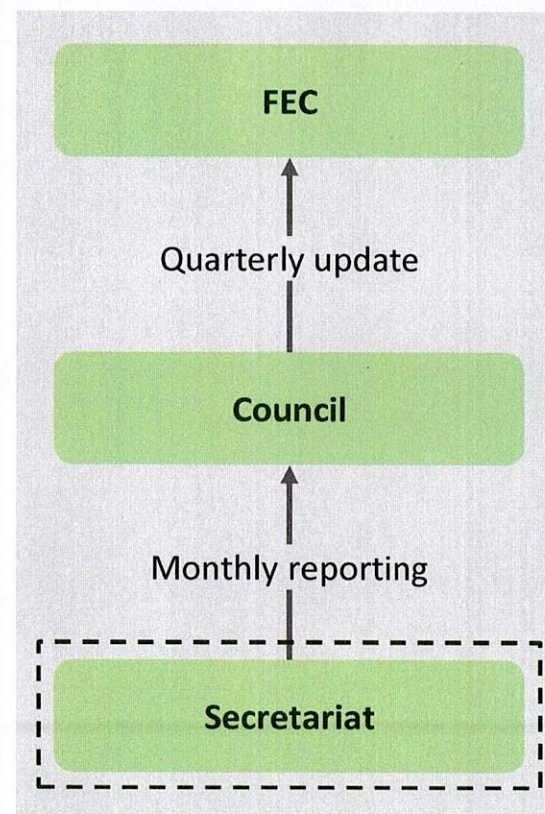 FEC
Quarterly update
Council
Monthly reporting
Secretariat